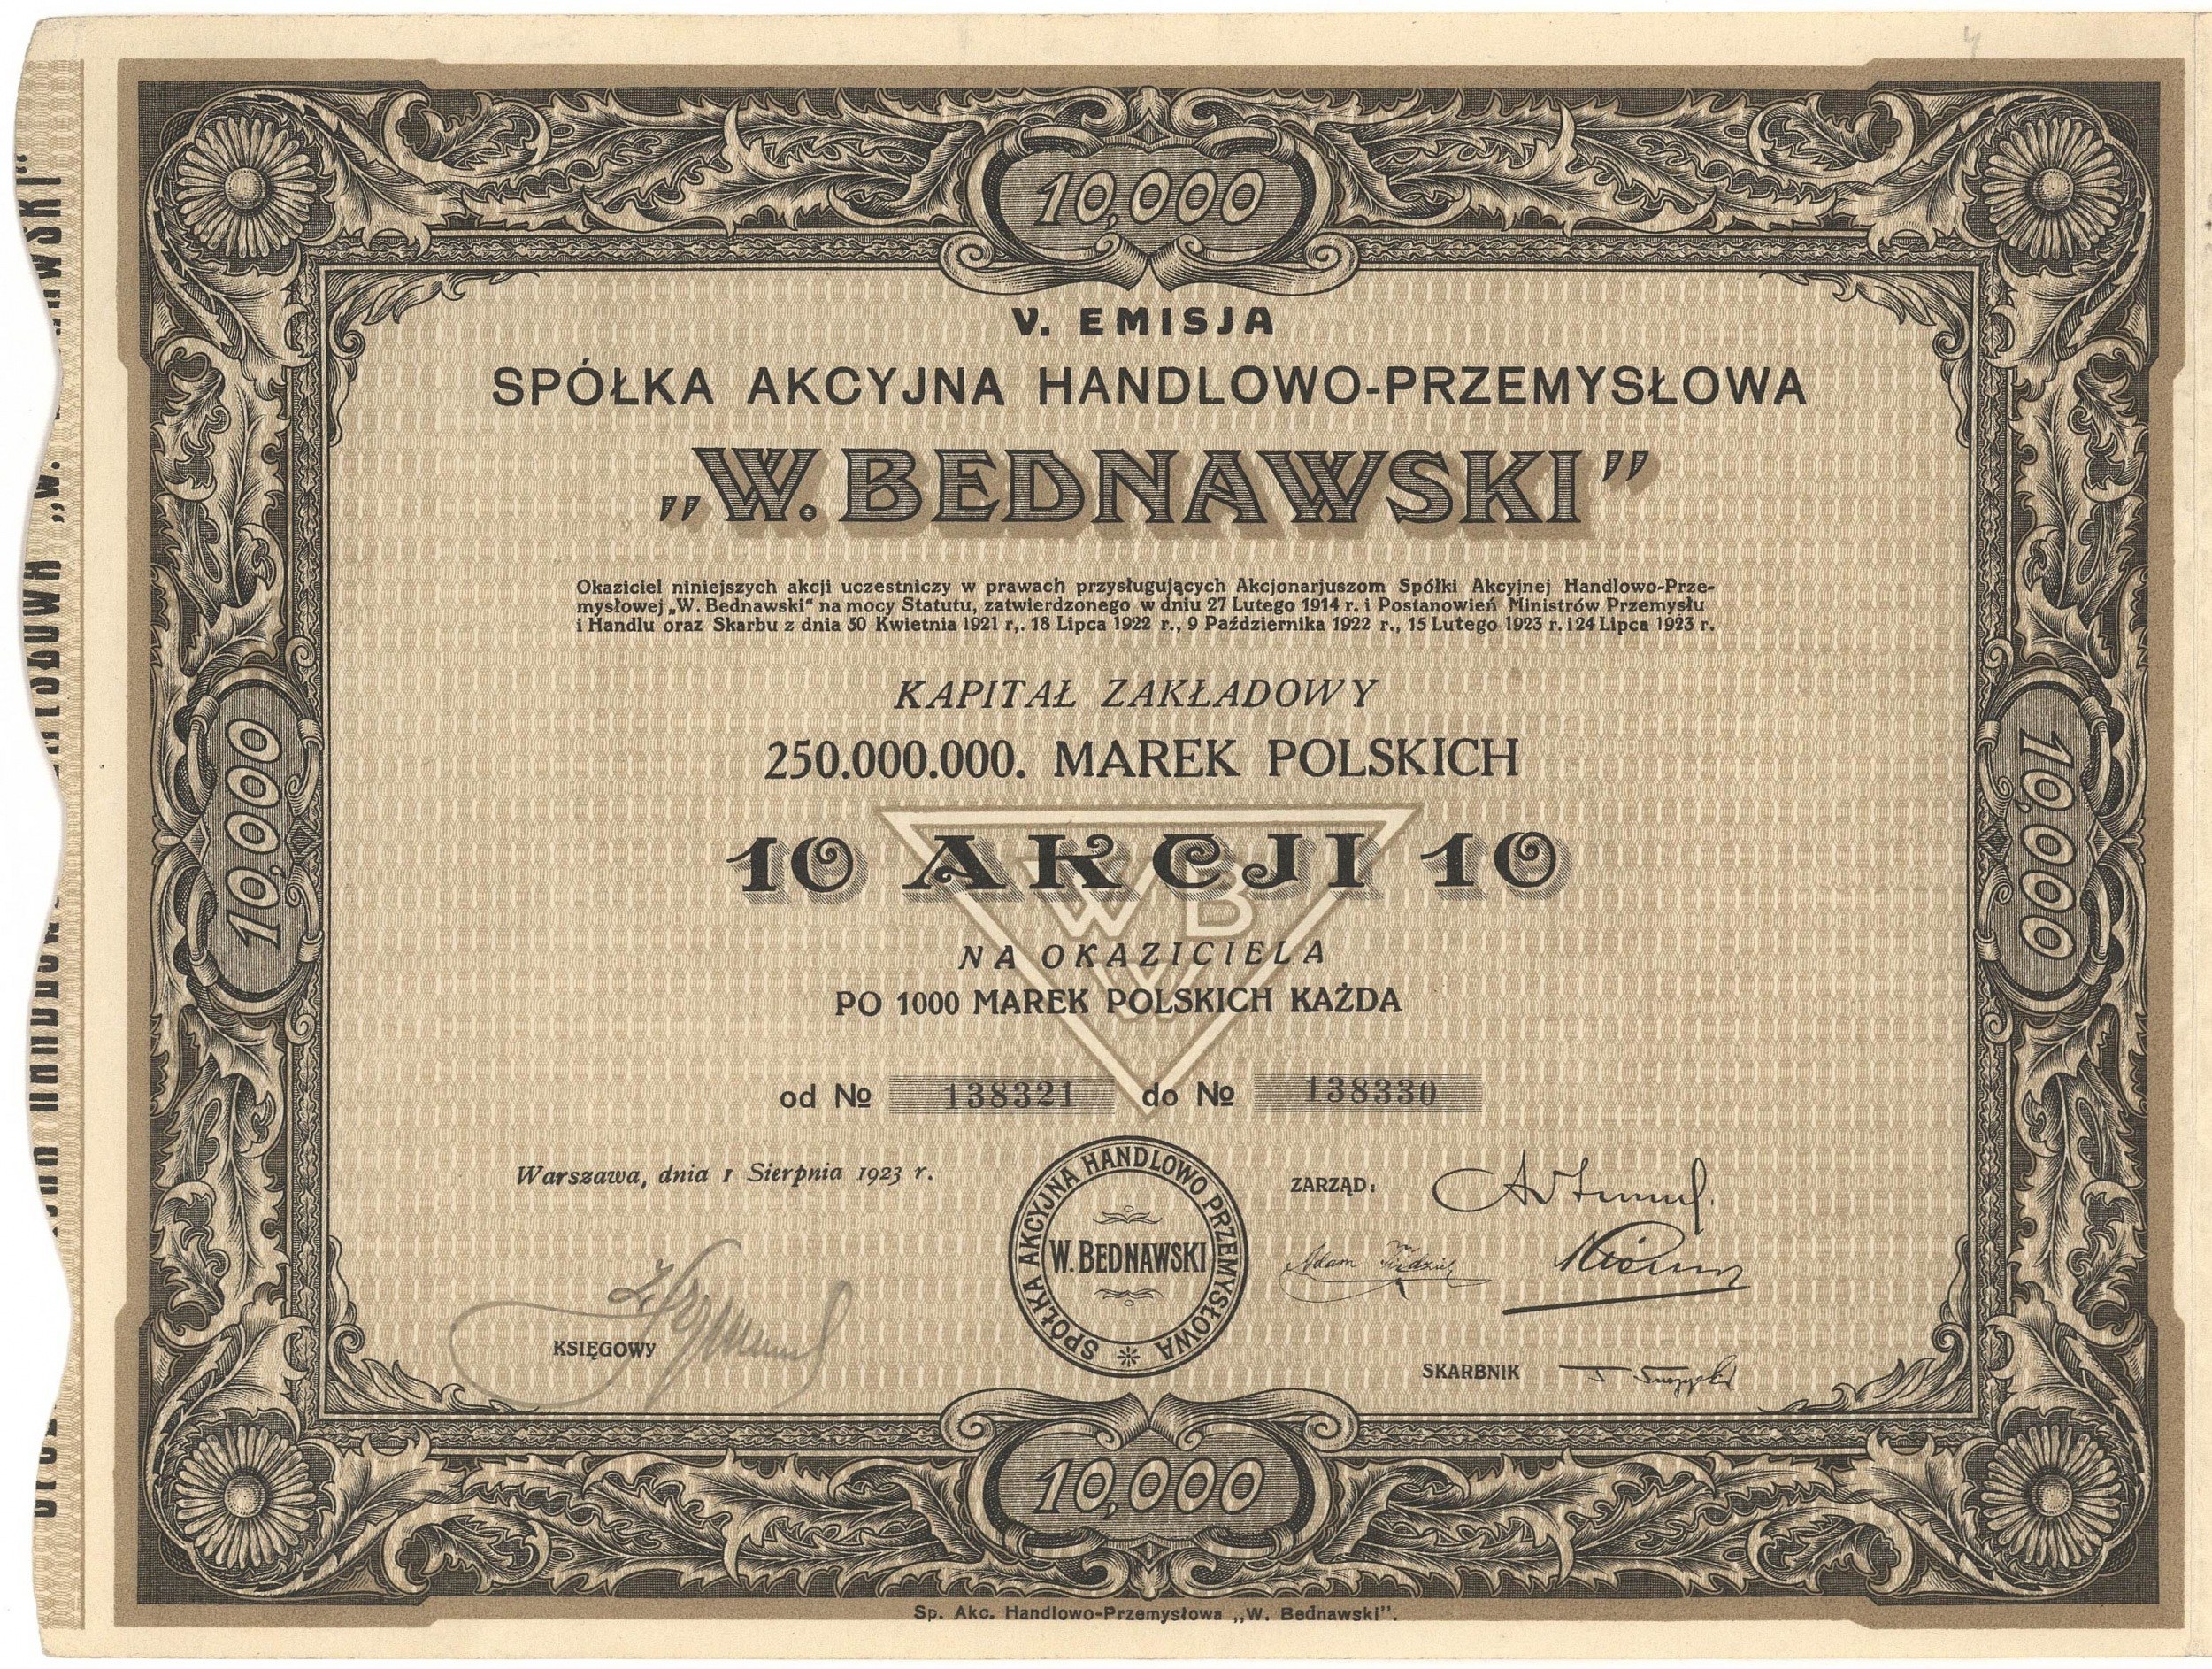 10,000
V. EMISJA
SPÓŁKA AKCYJNA HANDLOWO-PRZEMYSŁOWA
„W. BEDNAWSKI”
Okaziciel niniejszych akcji uczestniczy w prawach przysługujących Akcjonarjuszom Spółki Akcyjnej Handlowo-Prze-
mysłowej „W. Bednawski“ na mocy Statutu, zatwierdzonego w dniu 27 Lutego 1914 r. i Postanowień Ministrów Przemysłu
i Handlu oraz Skarbu z dnia 30 Kwietnia 1921 r,. 18 Lipca 1922 r., 9 Października 1922 r., 15 Lutego 1923 r. i 24 Lipca 1923 r.
KAPITAŁ ZAKŁADOWY
250.000.000. MAREK POLSKICH
10,000
10,000
10 AKCJI 10
W B
W
NA OKAZICIELA
PO 1000 MAREK POLSKICH KAŻDA
od № 138321 do № 138330
Warszawa, dnia 1 Sierpnia 1923 r.
SPÓŁKA AKCYJNA HANDLOWO PRZEMYSŁOWA
W. BEDNAWSKI
ZARZĄD:
Adam
KSIĘGOWY
SKARBNIK
10,000
Sp. Akc. Handlowo-Przemysłowa „W. Bednawski”.